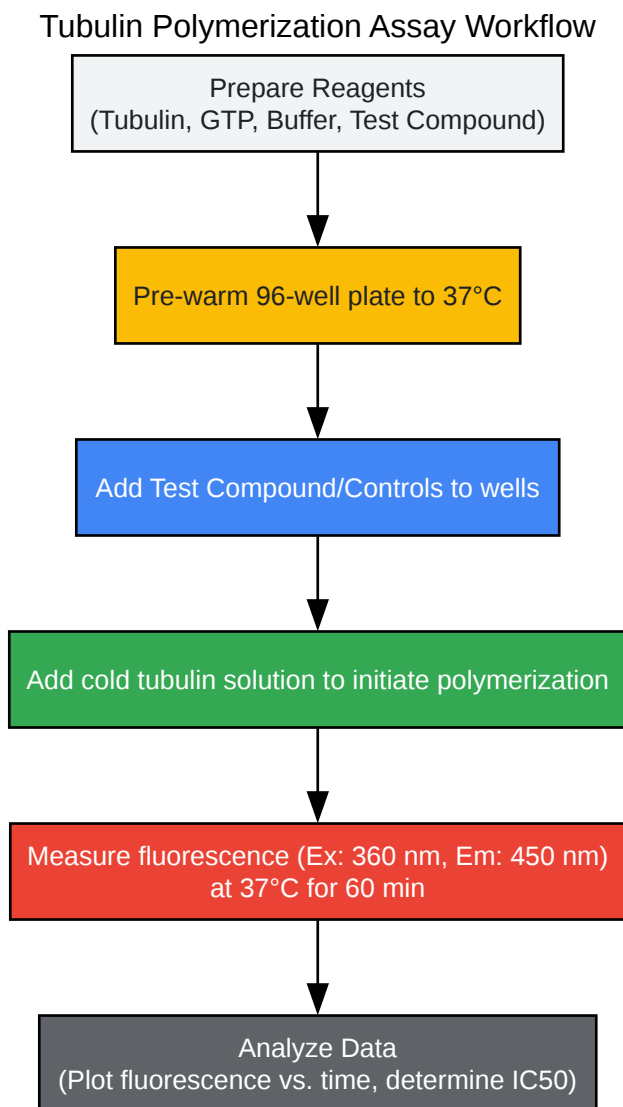 Tubulin Polymerization Assay Workflow
Prepare Reagents
(Tubulin, GTP, Buffer, Test Compound)
Pre-warm 96-well plate to 37°C
Add Test Compound/Controls to wells
Add cold tubulin solution to initiate polymerization
Measure fluorescence (Ex: 360 nm, Em: 450 nm)
at 37°C for 60 min
Analyze Data
(Plot fluorescence vs. time, determine IC50)